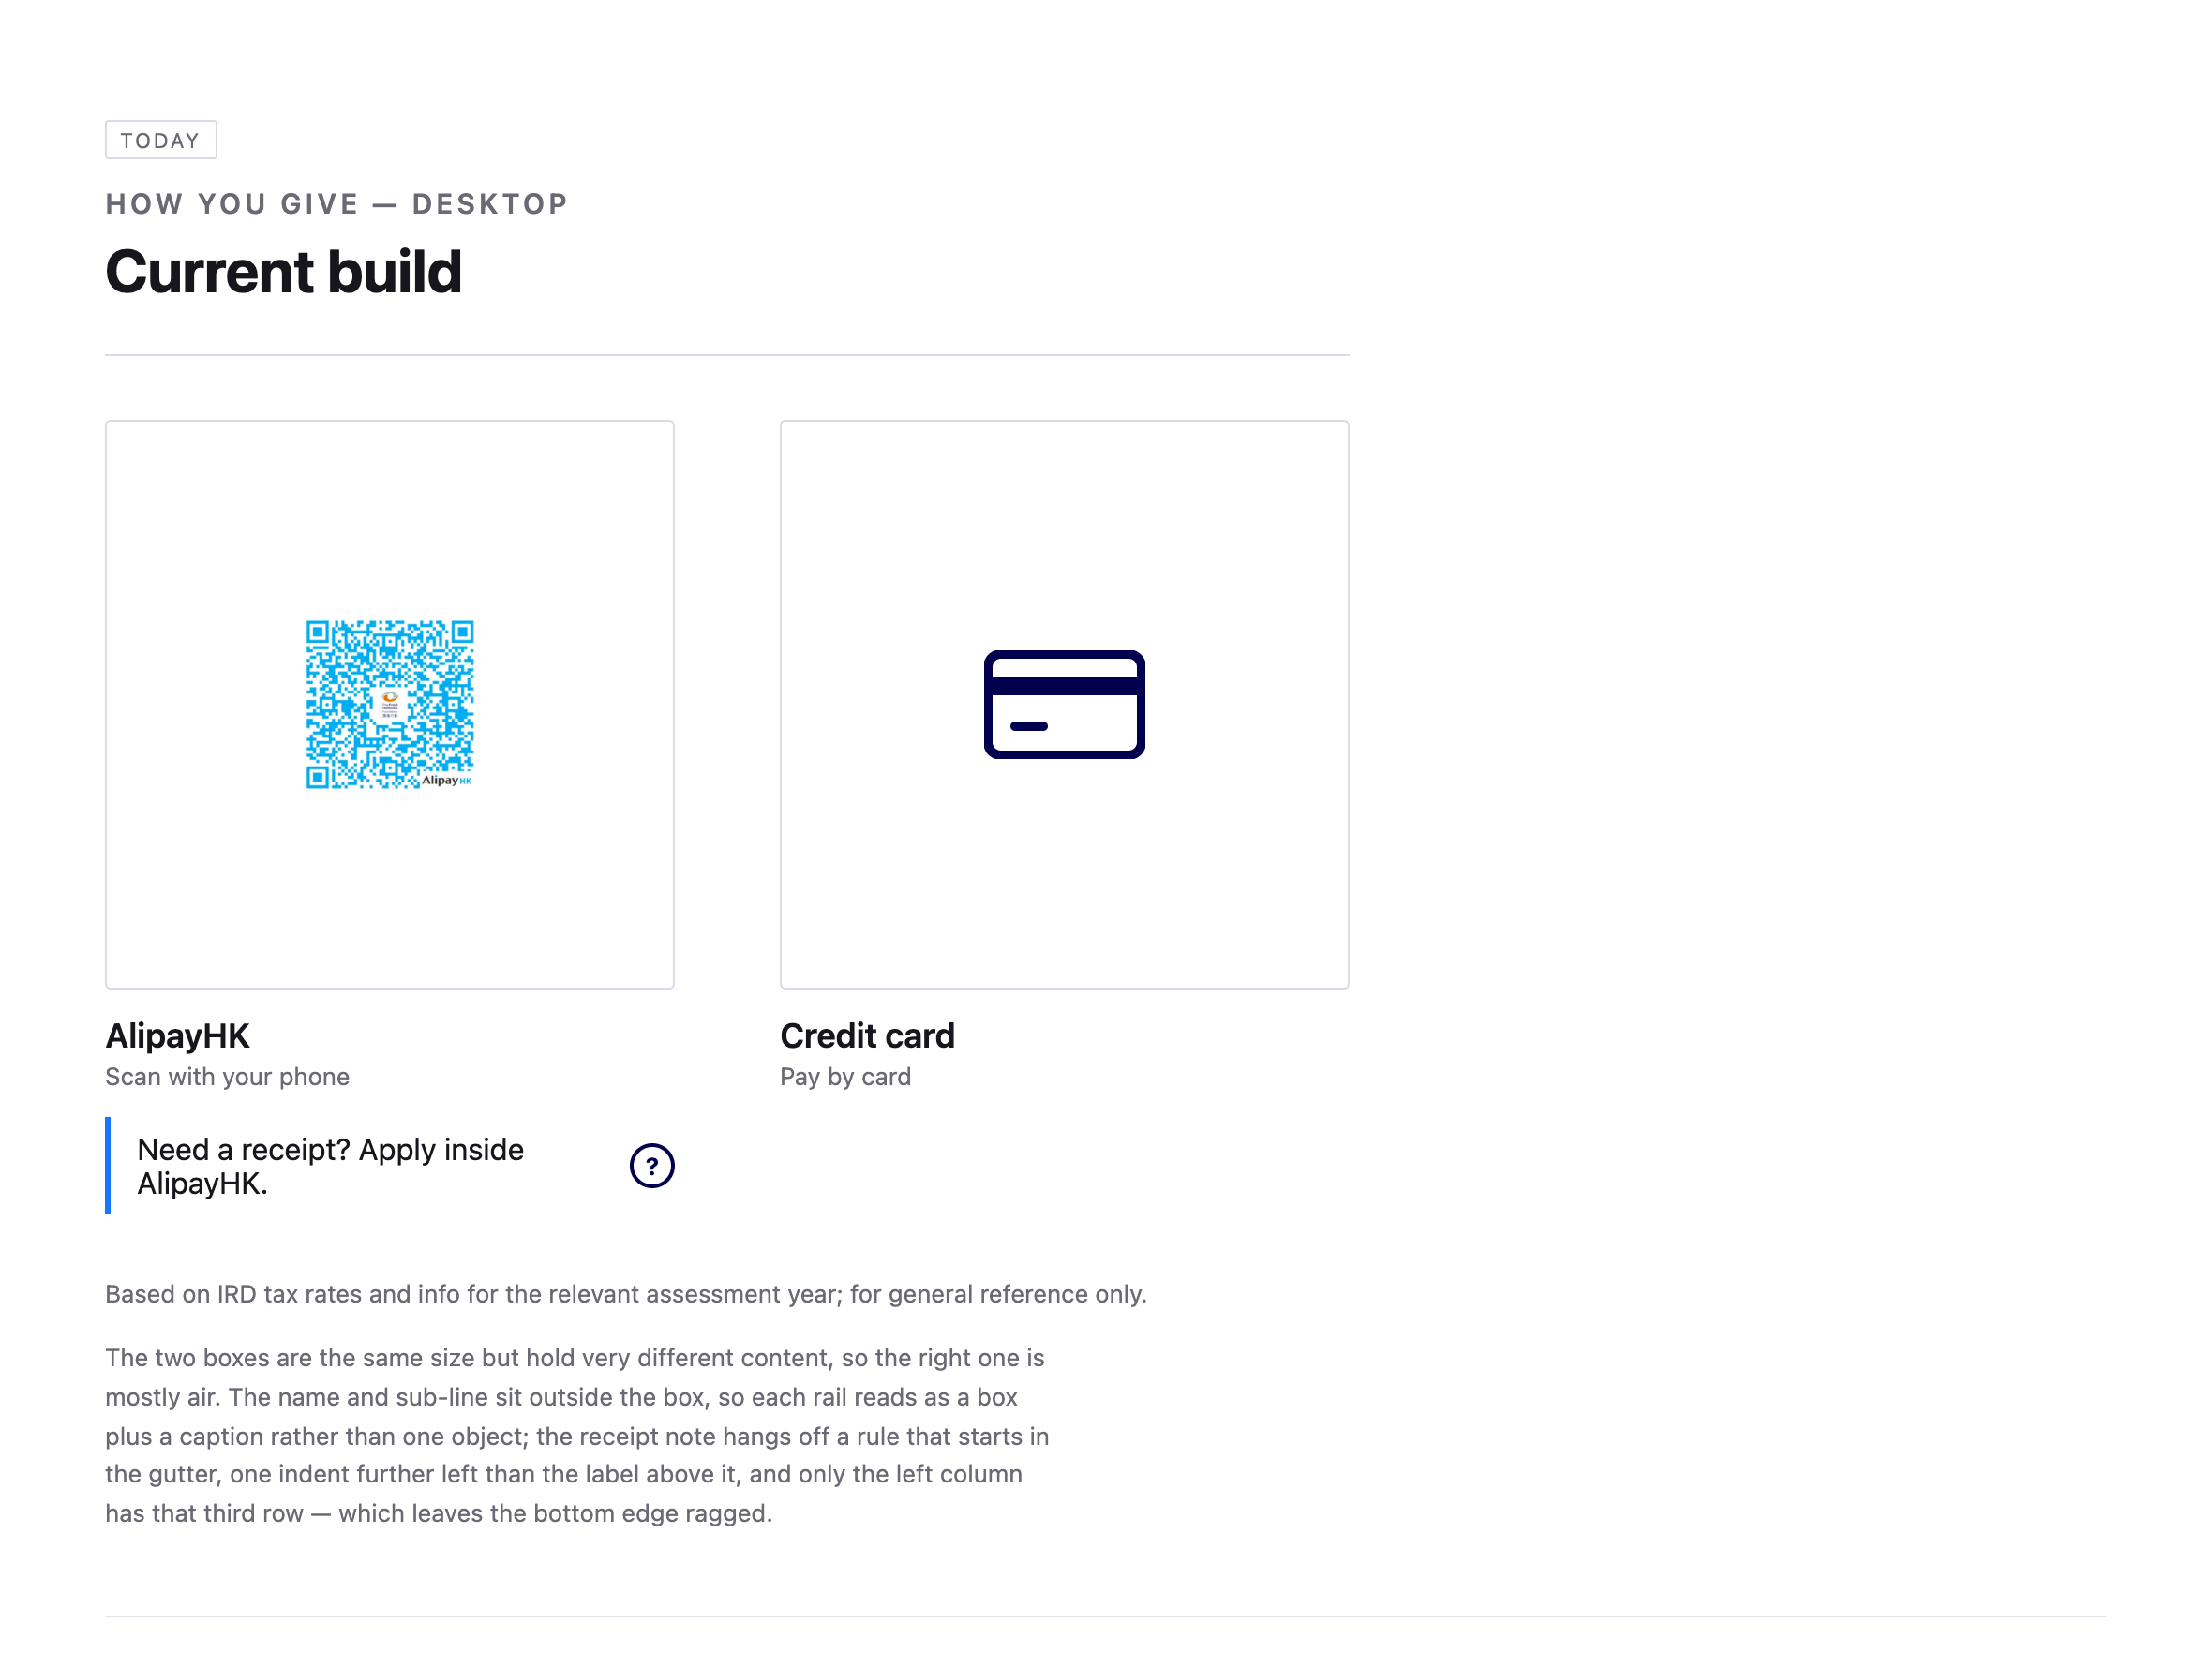 TODAY
HOW YOU GIVE — DESKTOP
Current build
AlipayHK
AlipayHK
Scan with your phone
Need a receipt? Apply inside
AlipayHK.
?
Credit card
Pay by card
Based on IRD tax rates and info for the relevant assessment year; for general reference only.
The two boxes are the same size but hold very different content, so the right one is
mostly air. The name and sub-line sit outside the box, so each rail reads as a box
plus a caption rather than one object; the receipt note hangs off a rule that starts in
the gutter, one indent further left than the label above it, and only the left column
has that third row — which leaves the bottom edge ragged.